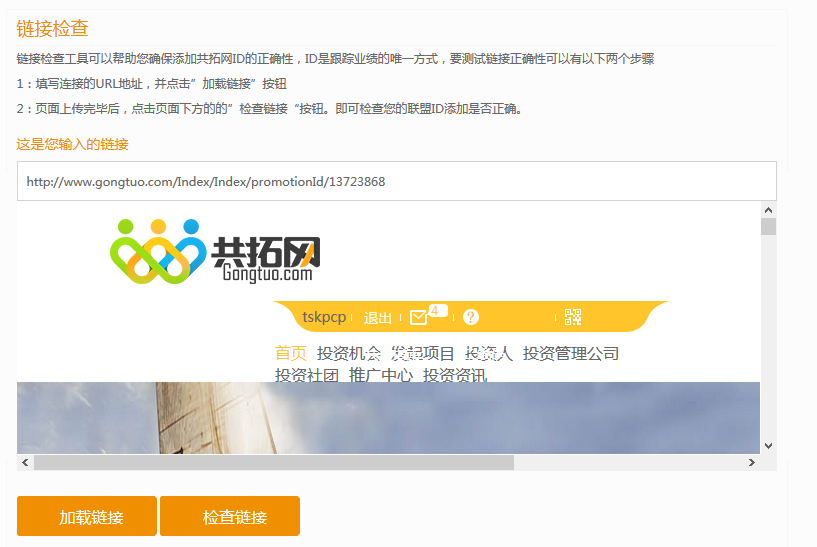 链接检查
链接检查工具可以帮助您确保添加共拓网ID的正确性，ID是跟踪业绩的唯一方式，要测试链接正确性可以有以下两个步骤
1：填写连接的URL地址，并点击”加载链接”按钮
2：页面上传完毕后，点击页面下方的的”检查链接“按钮。即可检查您的联盟ID添加是否正确。
这是您输入的链接
http://www.gongtuo.com/Index/Index/promotionId/13723868
共拓网
Gongtuo.com
tskpcp 退出 4 ?
首页 投资机会 发起项目 投资人 投资管理公司
投资社团 推广中心 投资资讯
加载链接 检查链接